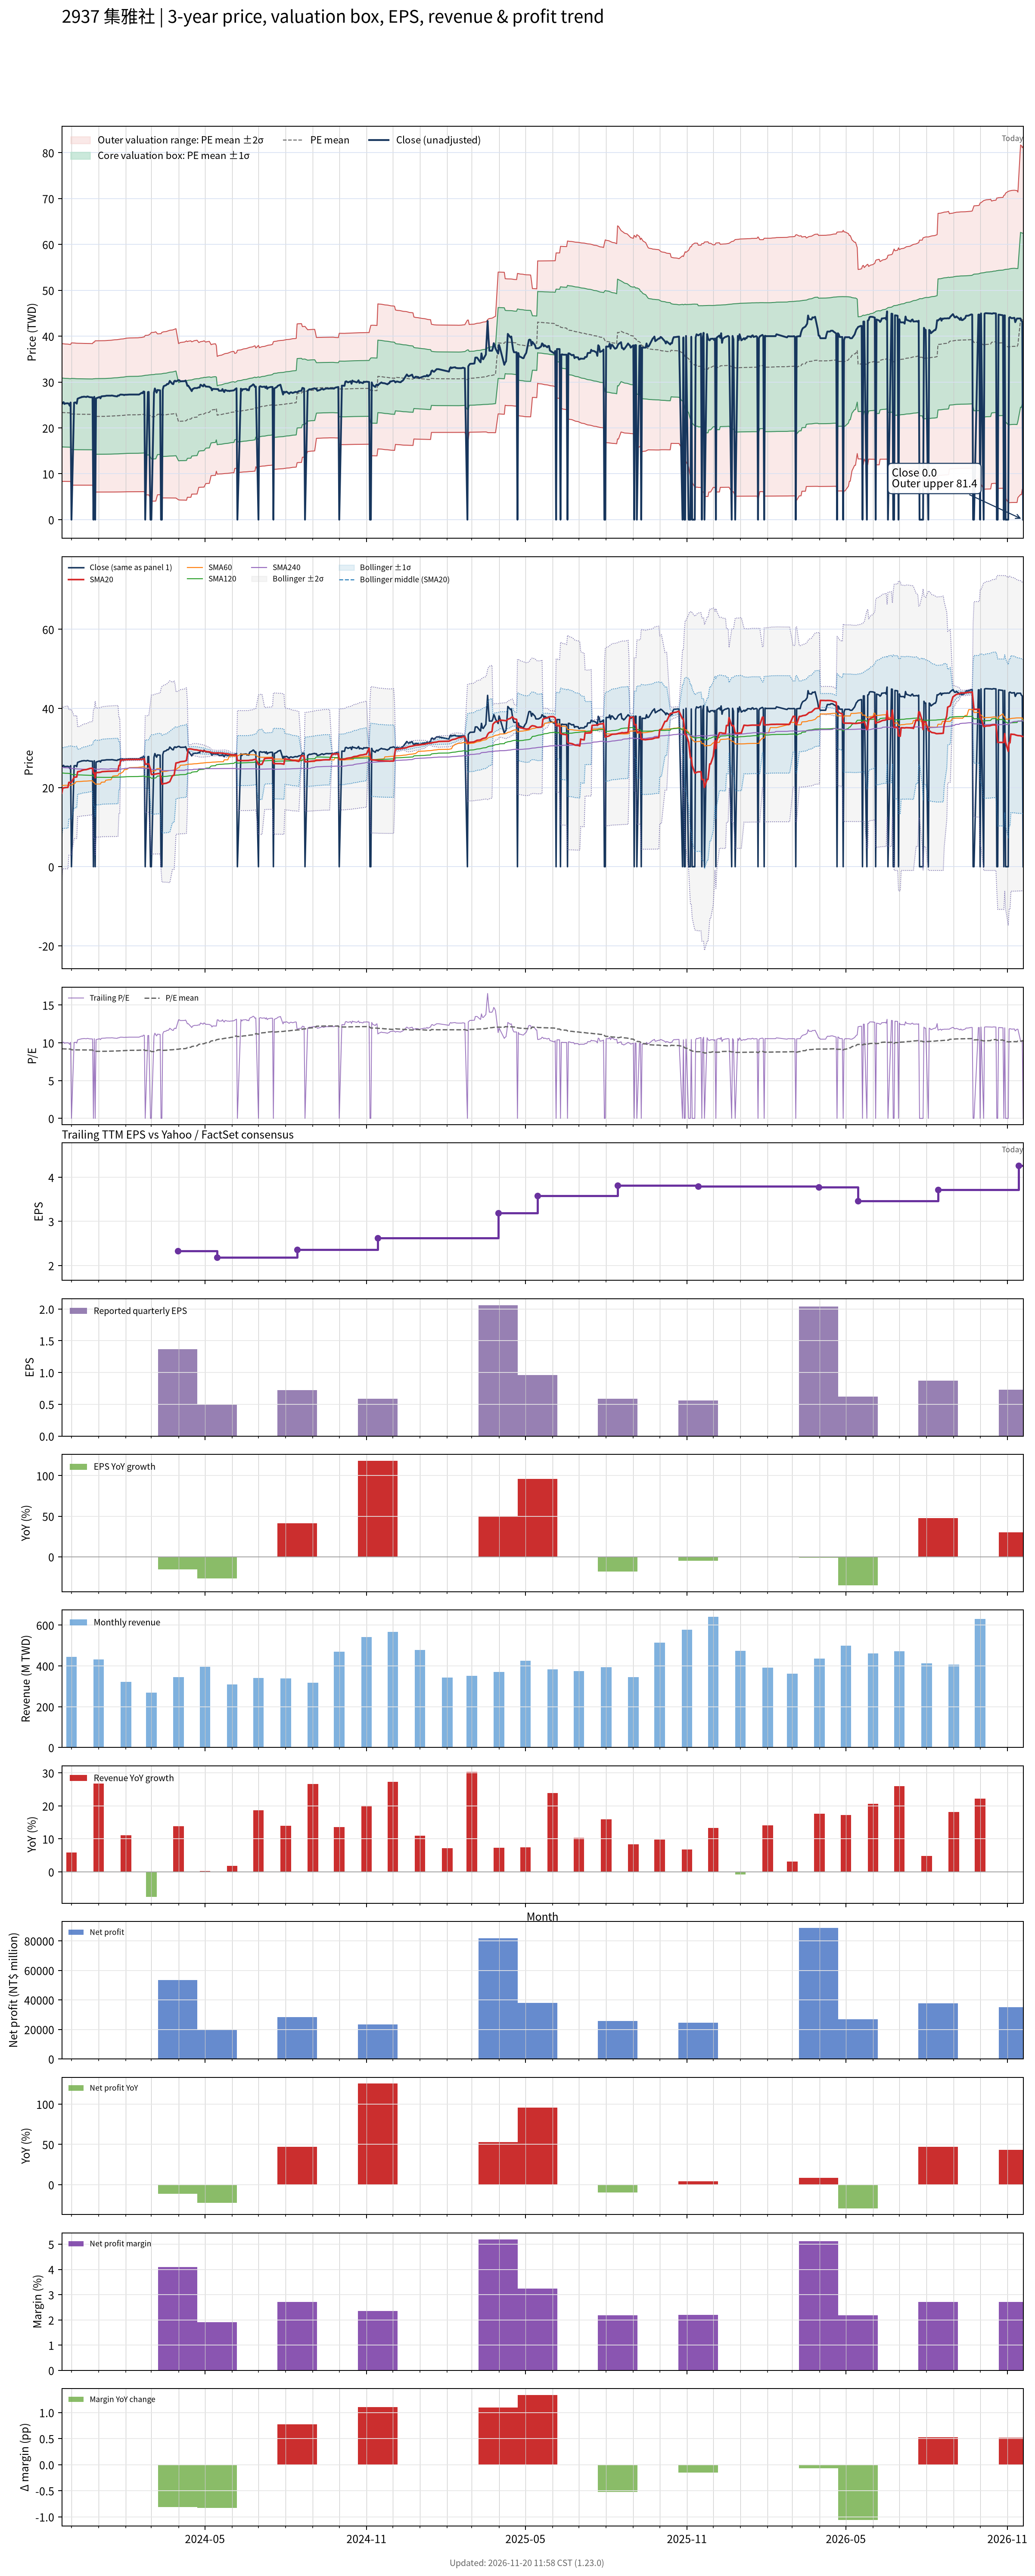 2937 集雅社 | 3-year price, valuation box, EPS, revenue & profit trend
Outer valuation range: PE mean ±2σ
PE mean
Close (unadjusted)
Core valuation box: PE mean ±1σ
Today
80
70
60
50
40
30
20
10
0
Price (TWD)
Close 0.0
Outer upper 81.4
Close (same as panel 1)
SMA60
SMA240
Bollinger ±1σ
SMA20
SMA120
Bollinger ±2σ
Bollinger middle (SMA20)
60
40
20
0
-20
Price
Trailing P/E
P/E mean
15
10
5
0
P/E
Trailing TTM EPS vs Yahoo / FactSet consensus
Today
4
3
2
EPS
Reported quarterly EPS
2.0
1.5
1.0
0.5
0.0
EPS
EPS YoY growth
100
50
0
YoY (%)
Monthly revenue
600
400
200
0
Revenue (M TWD)
Revenue YoY growth
30
20
10
0
YoY (%)
Month
Net profit
80000
60000
40000
20000
0
Net profit (NT$ million)
Net profit YoY
100
50
0
YoY (%)
Net profit margin
5
4
3
2
1
0
Margin (%)
Margin YoY change
1.0
0.5
0.0
-0.5
-1.0
Δ margin (pp)
2024-05
2024-11
2025-05
2025-11
2026-05
2026-11
Updated: 2026-11-20 11:58 CST (1.23.0)